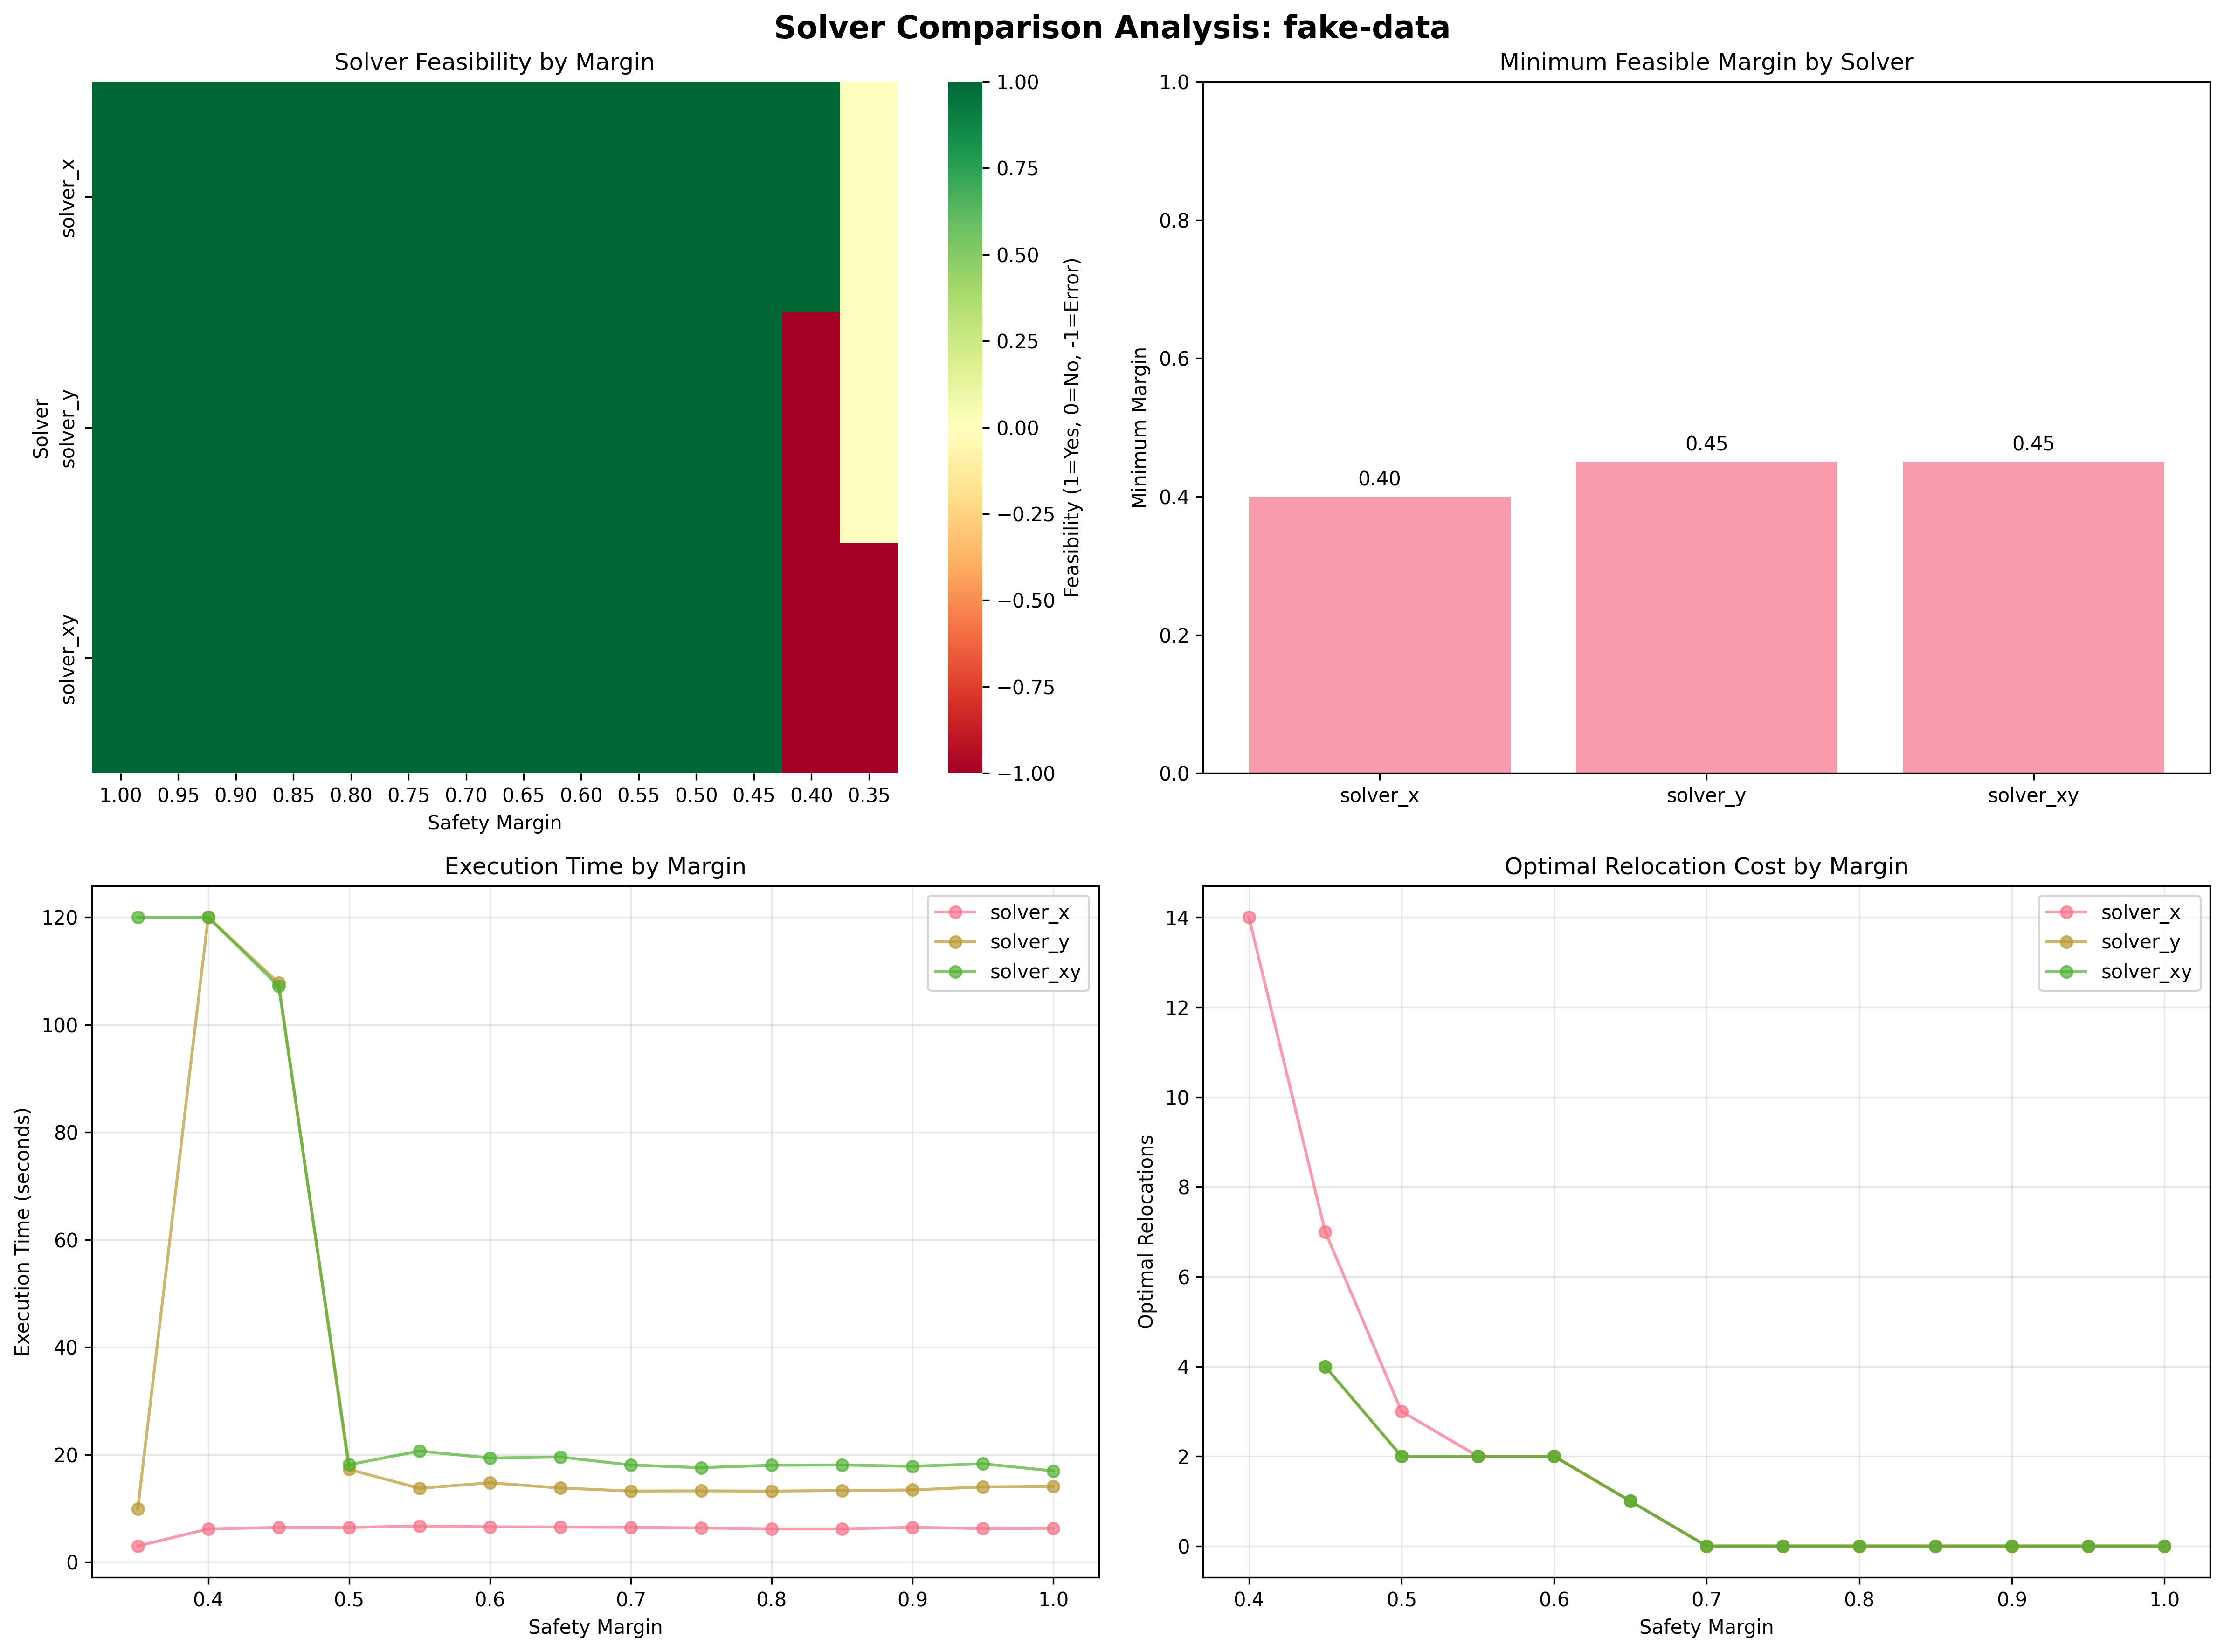 Solver Comparison Analysis: fake-data
Solver Feasibility by Margin
Solver
solver_x
solver_y
solver_xy
1.00 0.95 0.90 0.85 0.80 0.75 0.70 0.65 0.60 0.55 0.50 0.45 0.40 0.35
Safety Margin
1.00
0.75
0.50
0.25
0.00
−0.25
−0.50
−0.75
−1.00
Feasibility (1=Yes, 0=No, -1=Error)
Minimum Feasible Margin by Solver
Minimum Margin
1.0
0.8
0.6
0.4
0.2
0.0
0.40
0.45
0.45
solver_x solver_y solver_xy
Execution Time by Margin
Execution Time (seconds)
120
100
80
60
40
20
0
solver_x
solver_y
solver_xy
0.4 0.5 0.6 0.7 0.8 0.9 1.0
Safety Margin
Optimal Relocation Cost by Margin
Optimal Relocations
14
12
10
8
6
4
2
0
solver_x
solver_y
solver_xy
0.4 0.5 0.6 0.7 0.8 0.9 1.0
Safety Margin